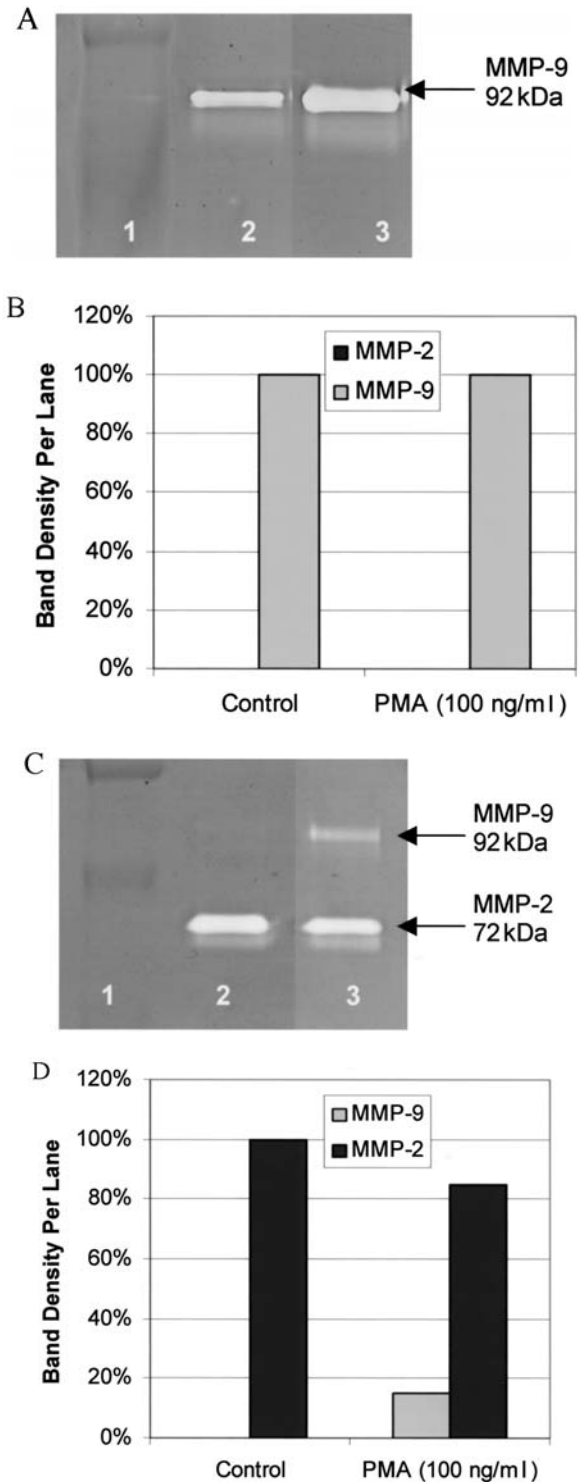 A
MMP-9
92 kDa
1 2 3
B
120%
100%
80%
60%
40%
20%
0%
Band Density Per Lane
MMP-2
MMP-9
Control PMA (100 ng/ml)
C
MMP-9
92 kDa
MMP-2
72 kDa
1 2 3
D
120%
100%
80%
60%
40%
20%
0%
Band Density Per Lane
MMP-9
MMP-2
Control PMA (100 ng/ml)